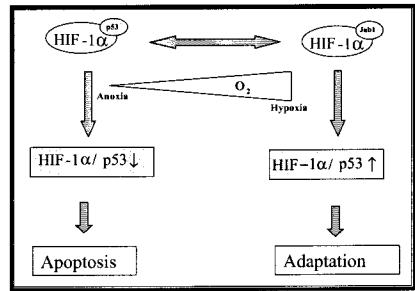 p53
HIF-1α
Jab1
HIF-1α
O2
Anoxia
Hypoxia
HIF-1α/ p53↓
HIF-1α/ p53↑
Apoptosis
Adaptation